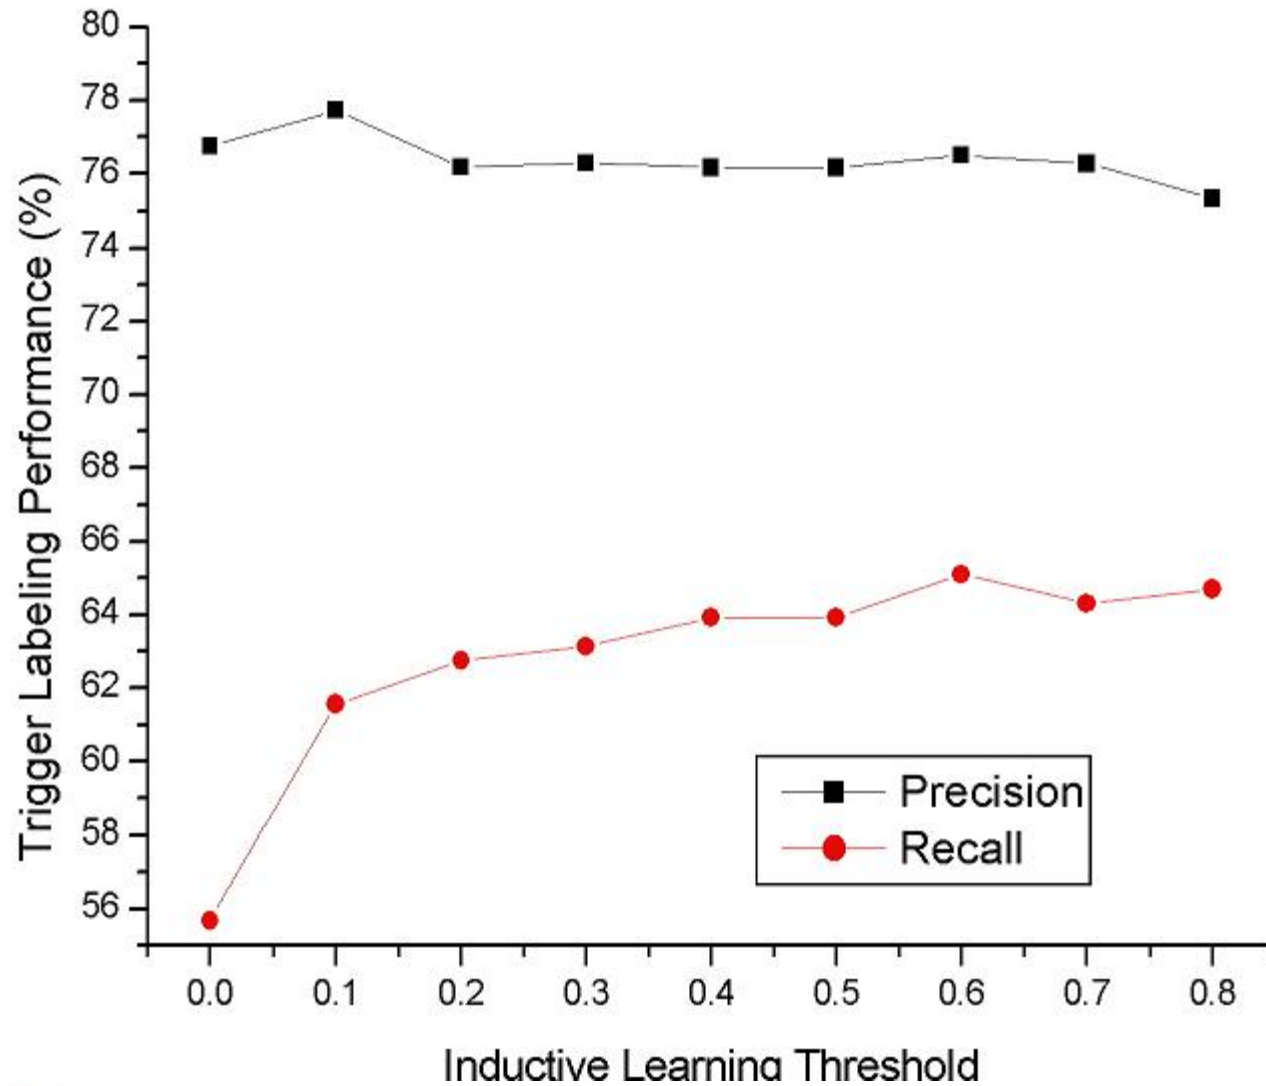 Trigger Labeling Performance (%)
80
78
76
74
72
70
68
66
64
62
60
58
56
Precision
Recall
0.0 0.1 0.2 0.3 0.4 0.5 0.6 0.7 0.8
Inductive Learning Threshold